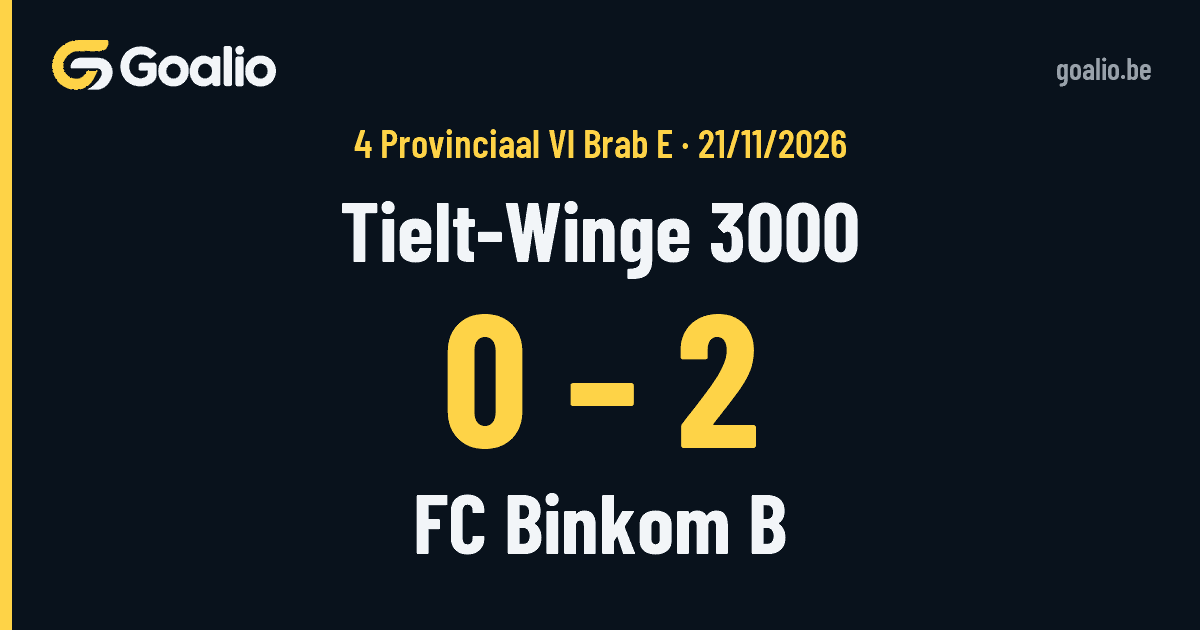 Goalio
goalio.be
4 Provinciaal Vl Brab E · 21/11/2026
Tielt-Winge 3000
0 – 2
FC Binkom B